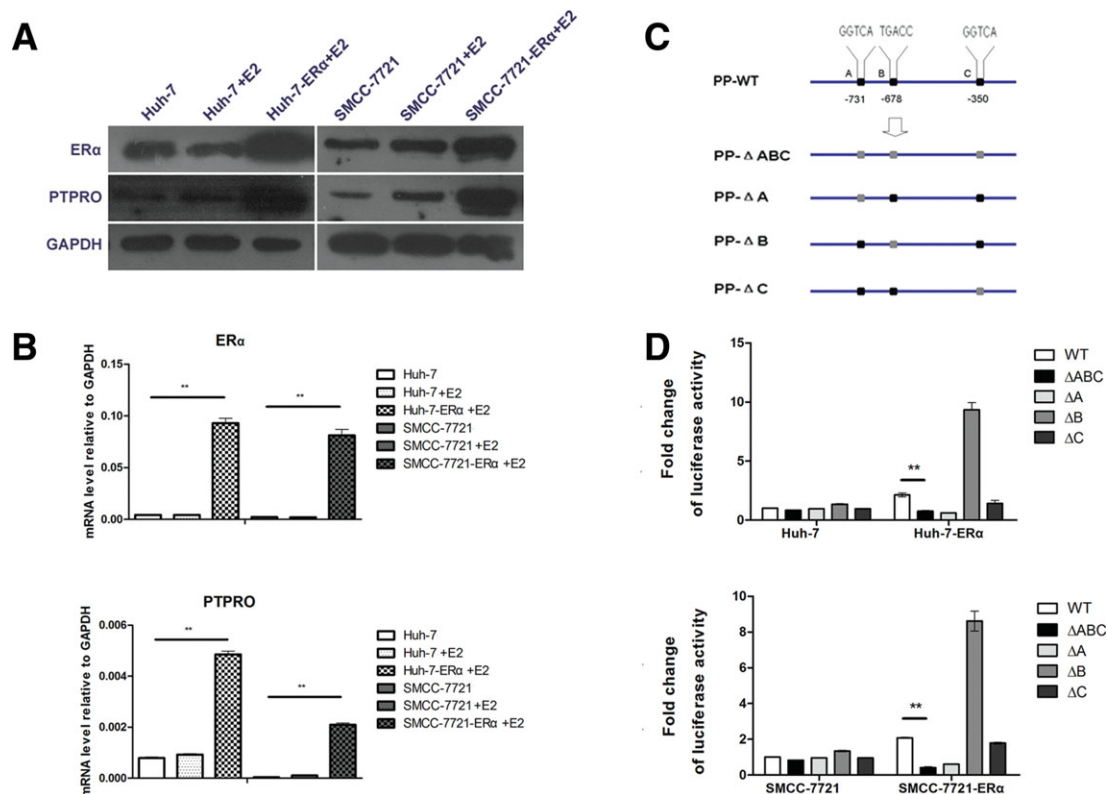 A
Huh-7
Huh-7 +E2
Huh-7-ERα+E2
SMCC-7721
SMCC-7721+E2
SMCC-7721-ERα+E2
ERα
PTPRO
GAPDH
B
ERα
mRNA level relative to GAPDH
0.15
0.10
0.05
0.00
**
**
Huh-7
Huh-7 +E2
Huh-7-ERα +E2
SMCC-7721
SMCC-7721 +E2
SMCC-7721-ERα +E2
PTPRO
mRNA level relative to GAPDH
0.006
0.004
0.002
0.000
**
**
Huh-7
Huh-7 +E2
Huh-7-ERα +E2
SMCC-7721
SMCC-7721 +E2
SMCC-7721-ERα +E2
C
GGTCA TGACC GGTCA
PP-WT
A B C
-731 -678 -350
PP-Δ ABC
PP-Δ A
PP-Δ B
PP-Δ C
D
Fold change
of luciferase activity
15
10
5
0
**
Huh-7 Huh-7-ERα
WT
ΔABC
ΔA
ΔB
ΔC
Fold change
of luciferase activity
10
8
6
4
2
0
**
SMCC-7721 SMCC-7721-ERα
WT
ΔABC
ΔA
ΔB
ΔC